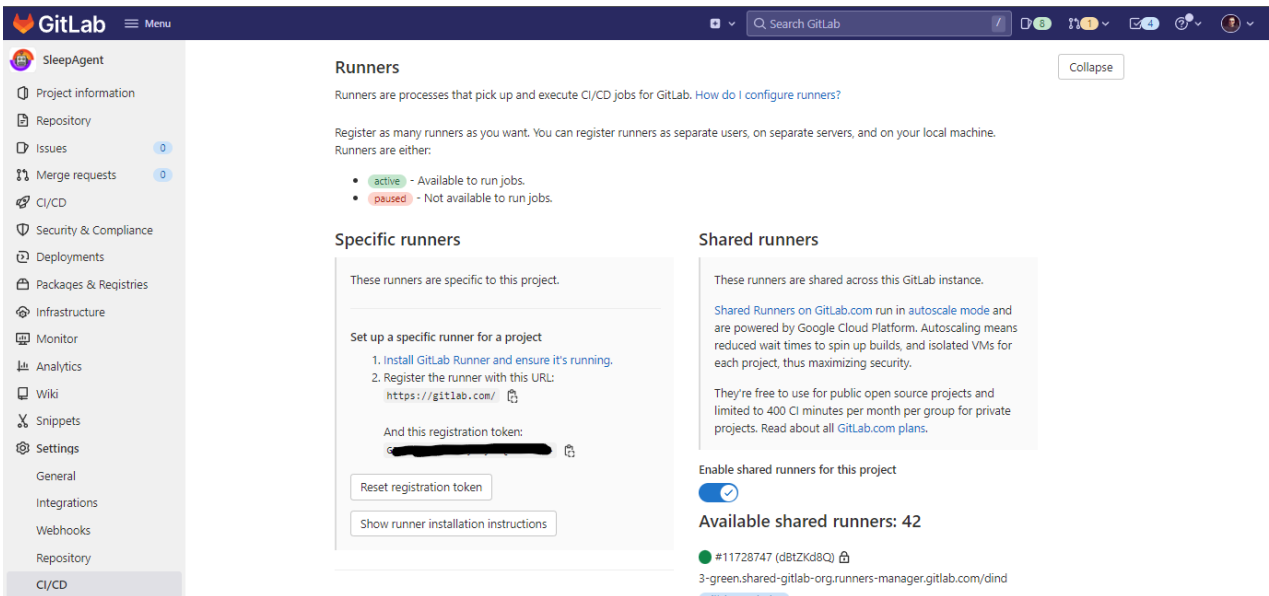 GitLab
Menu
Search GitLab
/
8
1
4
SleepAgent
Project information
Repository
Issues 0
Merge requests 0
CI/CD
Security & Compliance
Deployments
Packages & Registries
Infrastructure
Monitor
Analytics
Wiki
Snippets
Settings
General
Integrations
Webhooks
Repository
CI/CD
Runners
Collapse
Runners are processes that pick up and execute CI/CD jobs for GitLab. How do I configure runners?
Register as many runners as you want. You can register runners as separate users, on separate servers, and on your local machine.
Runners are either:
• active - Available to run jobs.
• paused - Not available to run jobs.
Specific runners
These runners are specific to this project.
Set up a specific runner for a project
1. Install GitLab Runner and ensure it's running.
2. Register the runner with this URL:
https://gitlab.com/
And this registration token:
G
Reset registration token
Show runner installation instructions
Shared runners
These runners are shared across this GitLab instance.
Shared Runners on GitLab.com run in autoscale mode and
are powered by Google Cloud Platform. Autoscaling means
reduced wait times to spin up builds, and isolated VMs for
each project, thus maximizing security.
They're free to use for public open source projects and
limited to 400 CI minutes per month per group for private
projects. Read about all GitLab.com plans.
Enable shared runners for this project
Available shared runners: 42
#11728747 (dBtZKd8Q)
3-green.shared-gitlab-org.runners-manager.gitlab.com/dind